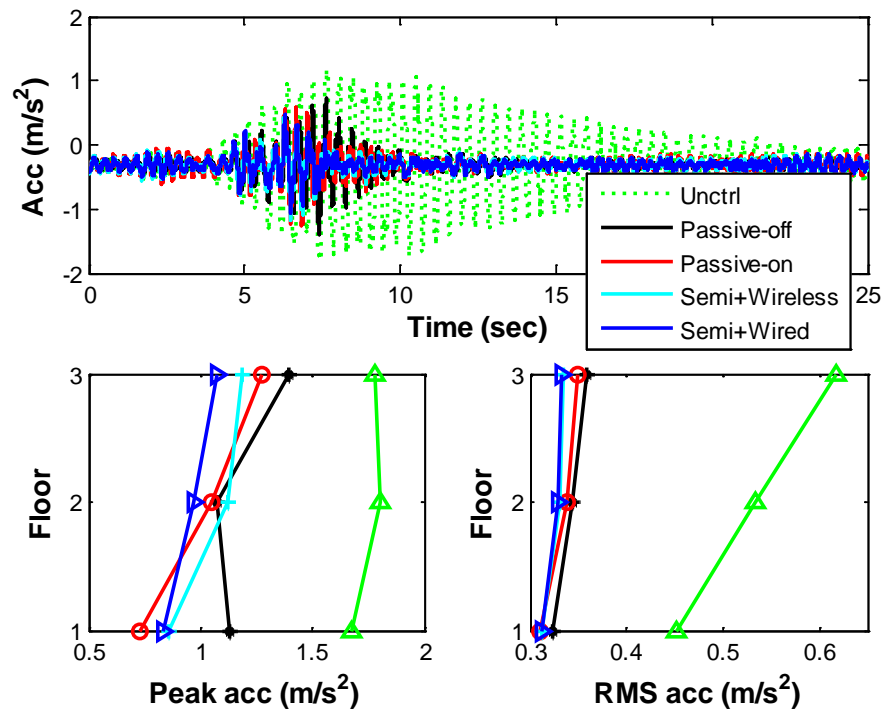 2
1
0
-1
-2
Acc (m/s²)
0
5
10
15
25
Time (sec)
Unctrl
Passive-off
Passive-on
Semi+Wireless
Semi+Wired
3
2
1
Floor
0.5
1
1.5
2
Peak acc (m/s²)
3
2
1
Floor
0.3
0.4
0.5
0.6
RMS acc (m/s²)